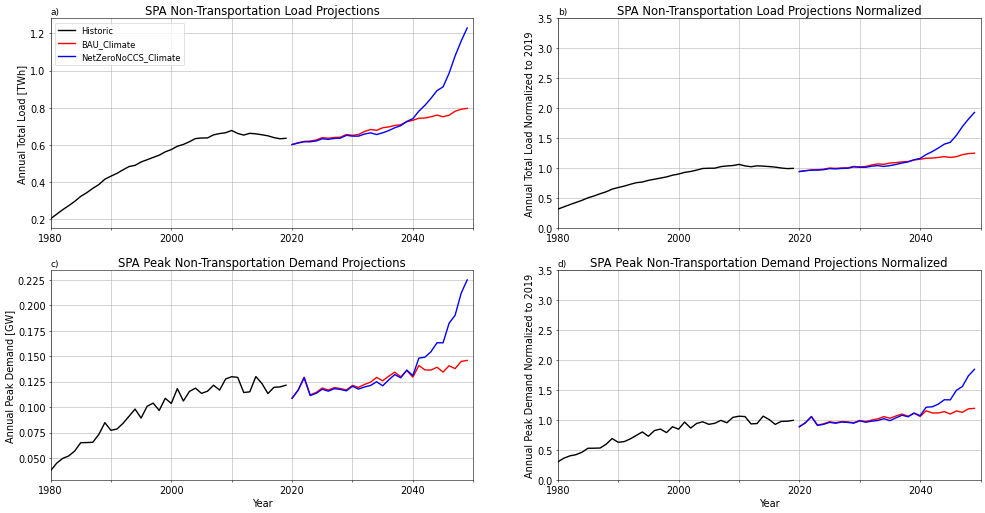 a)
SPA Non-Transportation Load Projections
Annual Total Load [TWh]
1.2
1.0
0.8
0.6
0.4
0.2
Historic
BAU_Climate
NetZeroNoCCS_Climate
1980
2000
2020
2040
b)
SPA Non-Transportation Load Projections Normalized
Annual Total Load Normalized to 2019
3.5
3.0
2.5
2.0
1.5
1.0
0.5
0.0
1980
2000
2020
2040
c)
SPA Peak Non-Transportation Demand Projections
Annual Peak Demand [GW]
0.225
0.200
0.175
0.150
0.125
0.100
0.075
0.050
1980
2000
2020
2040
Year
d)
SPA Peak Non-Transportation Demand Projections Normalized
Annual Peak Demand Normalized to 2019
3.5
3.0
2.5
2.0
1.5
1.0
0.5
0.0
1980
2000
2020
2040
Year